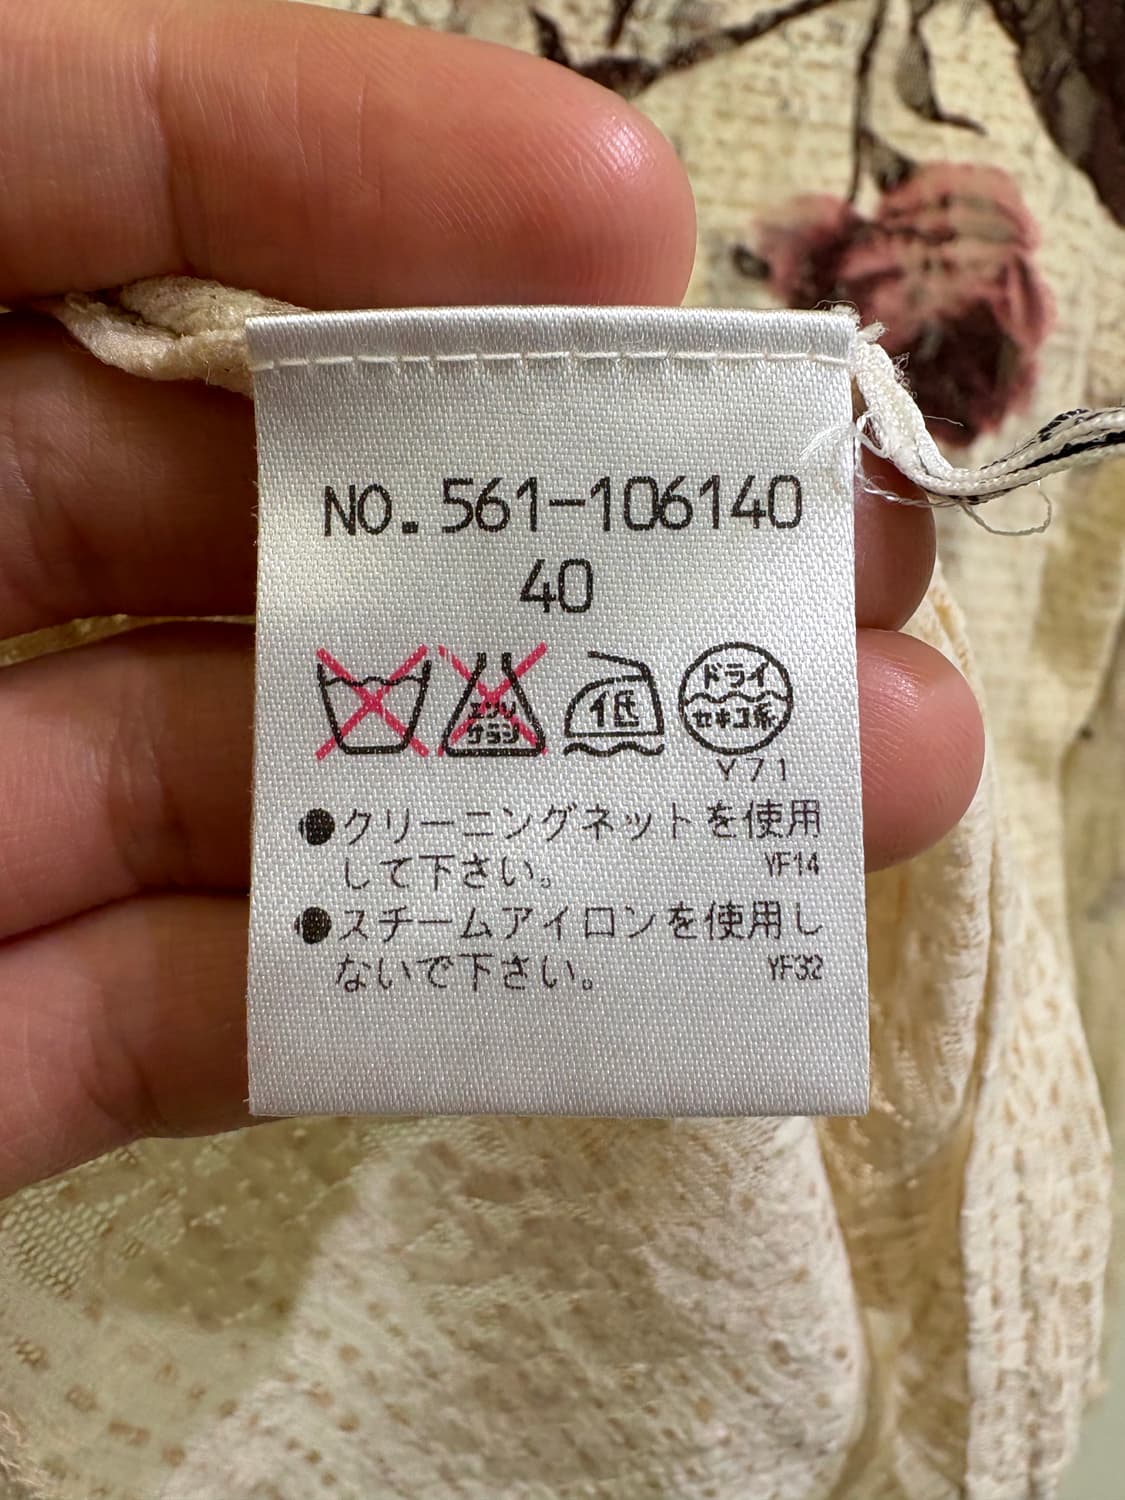 NO.561-106140
40
エンソ
サラシ
低
ドライ
セキユ系
Y71
●クリーニングネットを使用
して下さい。 YF14
●スチームアイロンを使用し
ないで下さい。 YF32